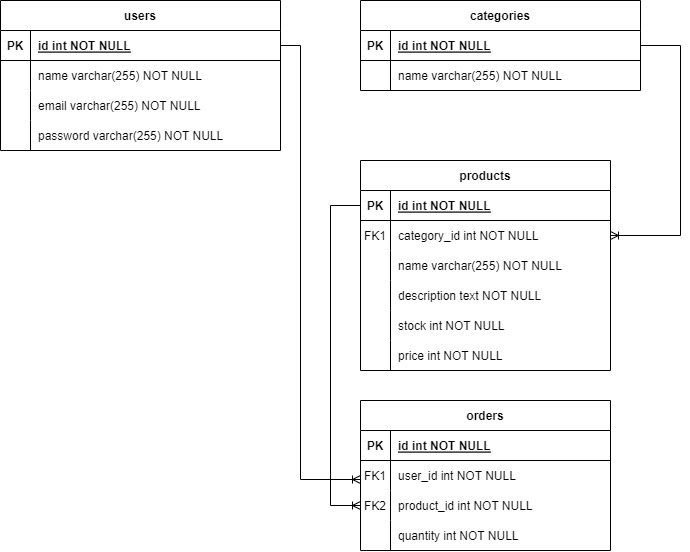 users
PK id int NOT NULL
name varchar(255) NOT NULL
email varchar(255) NOT NULL
password varchar(255) NOT NULL
categories
PK id int NOT NULL
name varchar(255) NOT NULL
products
PK id int NOT NULL
FK1 category_id int NOT NULL
name varchar(255) NOT NULL
description text NOT NULL
stock int NOT NULL
price int NOT NULL
orders
PK id int NOT NULL
FK1 user_id int NOT NULL
FK2 product_id int NOT NULL
quantity int NOT NULL